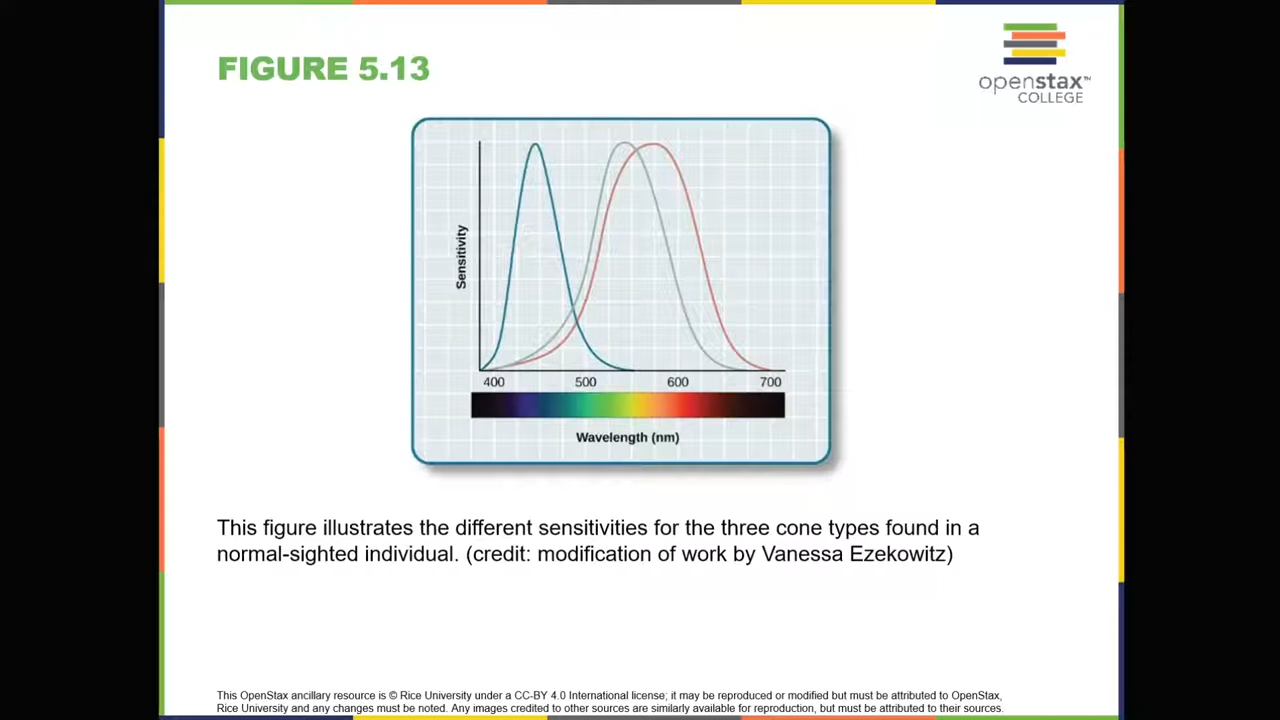 FIGURE 5.13
openstax™
COLLEGE
Sensitivity
400 500 600 700
Wavelength (nm)
This figure illustrates the different sensitivities for the three cone types found in a
normal-sighted individual. (credit: modification of work by Vanessa Ezekowitz)
This OpenStax ancillary resource is © Rice University under a CC-BY 4.0 International license; it may be reproduced or modified but must be attributed to OpenStax,
Rice University and any changes must be noted. Any images credited to other sources are similarly available for reproduction, but must be attributed to their sources.